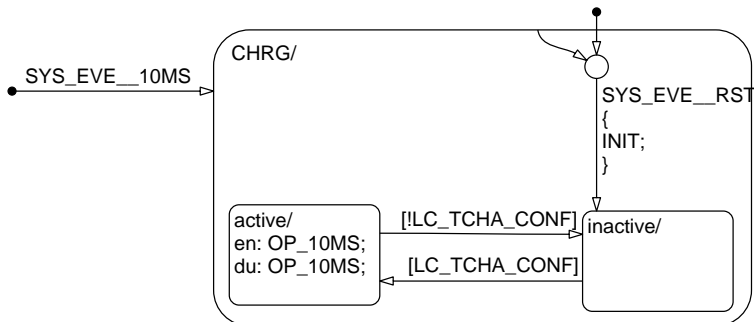 CHRG/
SYS_EVE__10MS
SYS_EVE__RST
{
INIT;
}
active/
en: OP_10MS;
du: OP_10MS;
[!LC_TCHA_CONF]
[LC_TCHA_CONF]
inactive/